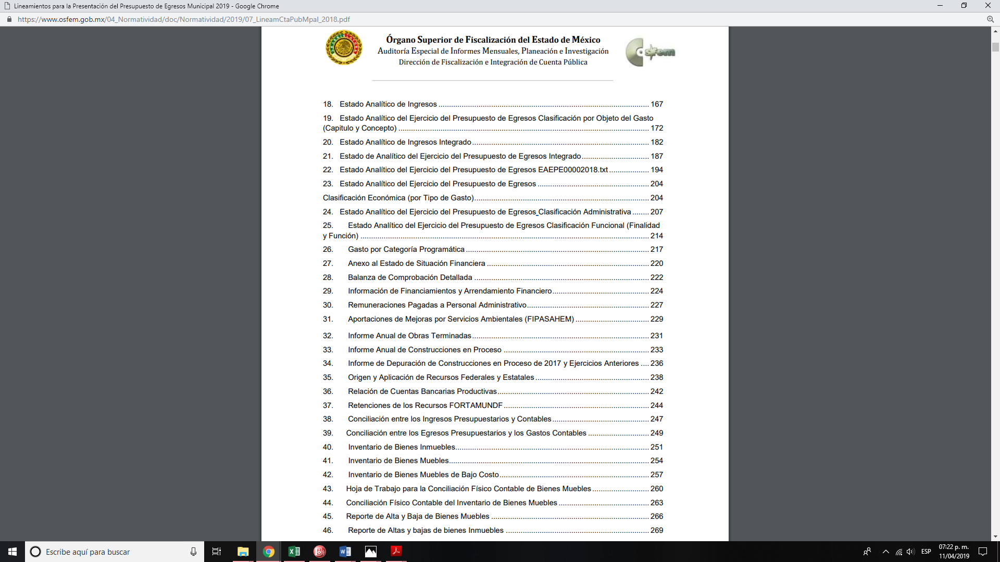 Lineamientos para la Presentación del Presupuesto de Egresos Municipal 2019 - Google Chrome
https://www.osfem.gob.mx/04_Normatividad/doc/Normatividad/2019/07_LineamCtaPubMpal_2018.pdf
Órgano Superior de Fiscalización del Estado de México
Auditoría Especial de Informes Mensuales, Planeación e Investigación
Dirección de Fiscalización e Integración de Cuenta Pública
osfem
18. Estado Analítico de Ingresos ........ 167
19. Estado Analítico del Ejercicio del Presupuesto de Egresos Clasificación por Objeto del Gasto
(Capitulo y Concepto) ........ 172
20. Estado Analítico de Ingresos Integrado ........ 182
21. Estado de Analítico del Ejercicio del Presupuesto de Egresos Integrado ........ 187
22. Estado Analítico del Ejercicio del Presupuesto de Egresos EAEPE00002018.txt ........ 194
23. Estado Analítico del Ejercicio del Presupuesto de Egresos ........ 204
Clasificación Económica (por Tipo de Gasto) ........ 204
24. Estado Analítico del Ejercicio del Presupuesto de Egresos Clasificación Administrativa ........ 207
25. Estado Analítico del Ejercicio del Presupuesto de Egresos Clasificación Funcional (Finalidad
y Función) ........ 214
26. Gasto por Categoría Programática ........ 217
27. Anexo al Estado de Situación Financiera ........ 220
28. Balanza de Comprobación Detallada ........ 222
29. Información de Financiamientos y Arrendamiento Financiero ........ 224
30. Remuneraciones Pagadas a Personal Administrativo ........ 227
31. Aportaciones de Mejoras por Servicios Ambientales (FIPASAHEM) ........ 229
32. Informe Anual de Obras Terminadas ........ 231
33. Informe Anual de Construcciones en Proceso ........ 233
34. Informe de Depuración de Construcciones en Proceso de 2017 y Ejercicios Anteriores .... 236
35. Origen y Aplicación de Recursos Federales y Estatales ........ 238
36. Relación de Cuentas Bancarias Productivas ........ 242
37. Retenciones de los Recursos FORTAMUNDF ........ 244
38. Conciliación entre los Ingresos Presupuestarios y Contables ........ 247
39. Conciliación entre los Egresos Presupuestarios y los Gastos Contables ........ 249
40. Inventario de Bienes Inmuebles ........ 251
41. Inventario de Bienes Muebles ........ 254
42. Inventario de Bienes Muebles de Bajo Costo ........ 257
43. Hoja de Trabajo para la Conciliación Físico Contable de Bienes Muebles ........ 260
44. Conciliación Físico Contable del Inventario de Bienes Muebles ........ 263
45. Reporte de Alta y Baja de Bienes Muebles ........ 266
46. Reporte de Altas y bajas de bienes Inmuebles ........ 269
Escribe aquí para buscar
ESP
07:22 p. m.
11/04/2019